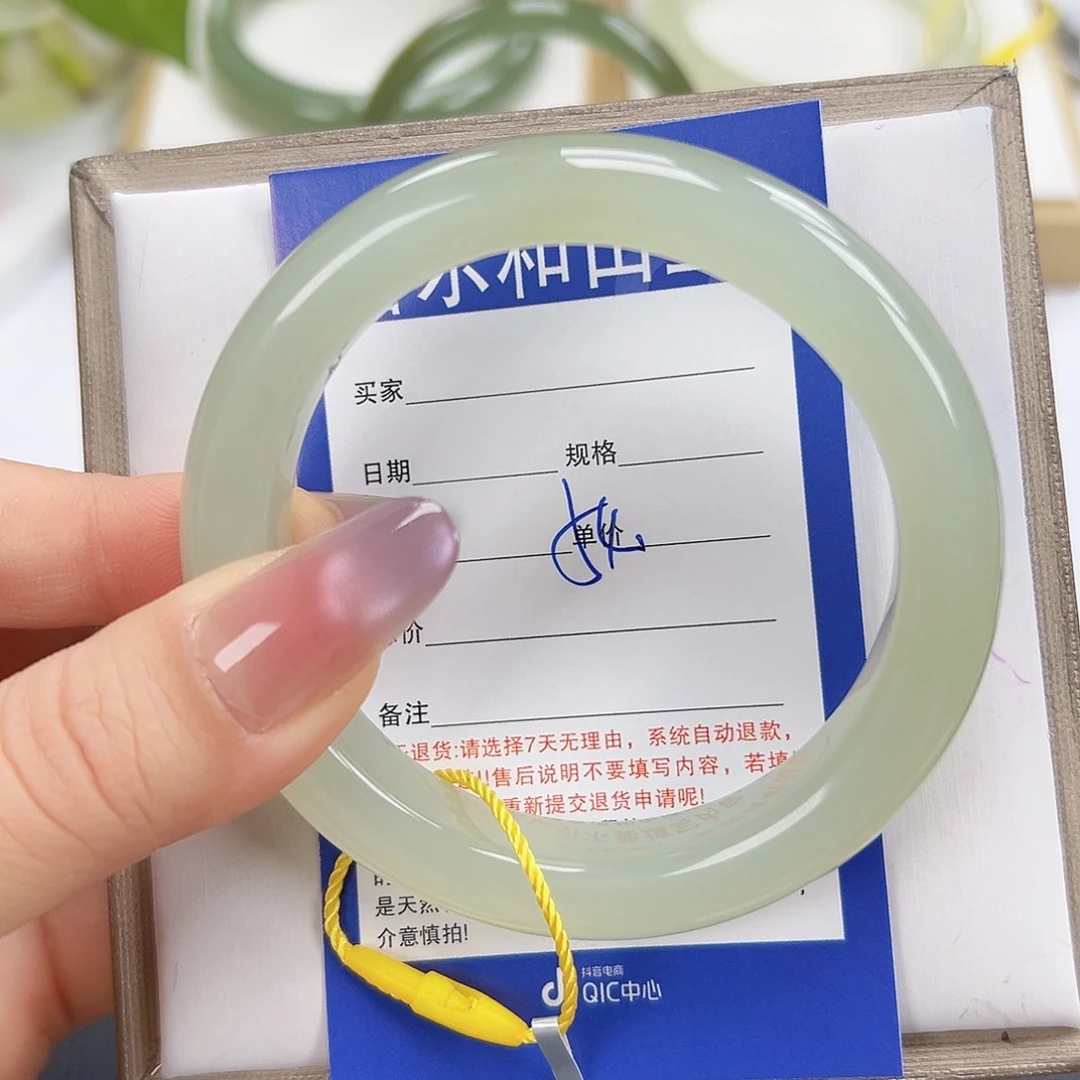 和田
买家
日期 规格
单价
价
备注
退货:请选择7天无理由，系统自动退款，
售后说明不要填写内容，若填
重新提交退货申请呢!
是天然
介意慎拍!
抖音电商
QIC中心